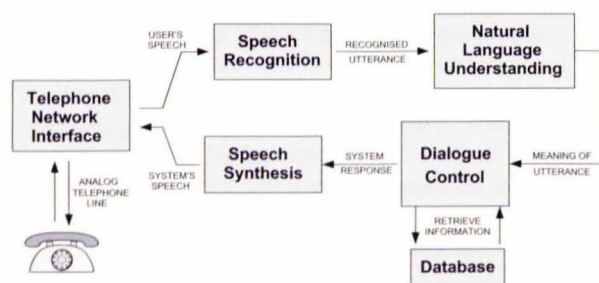 USER'S
SPEECH
Speech
Recognition
RECOGNISED
UTTERANCE
Natural
Language
Understanding
Telephone
Network
Interface
SYSTEM'S
SPEECH
Speech
Synthesis
SYSTEM
RESPONSE
Dialogue
Control
MEANING OF
UTTERANCE
ANALOG
TELEPHONE
LINE
RETRIEVE
INFORMATION
Database